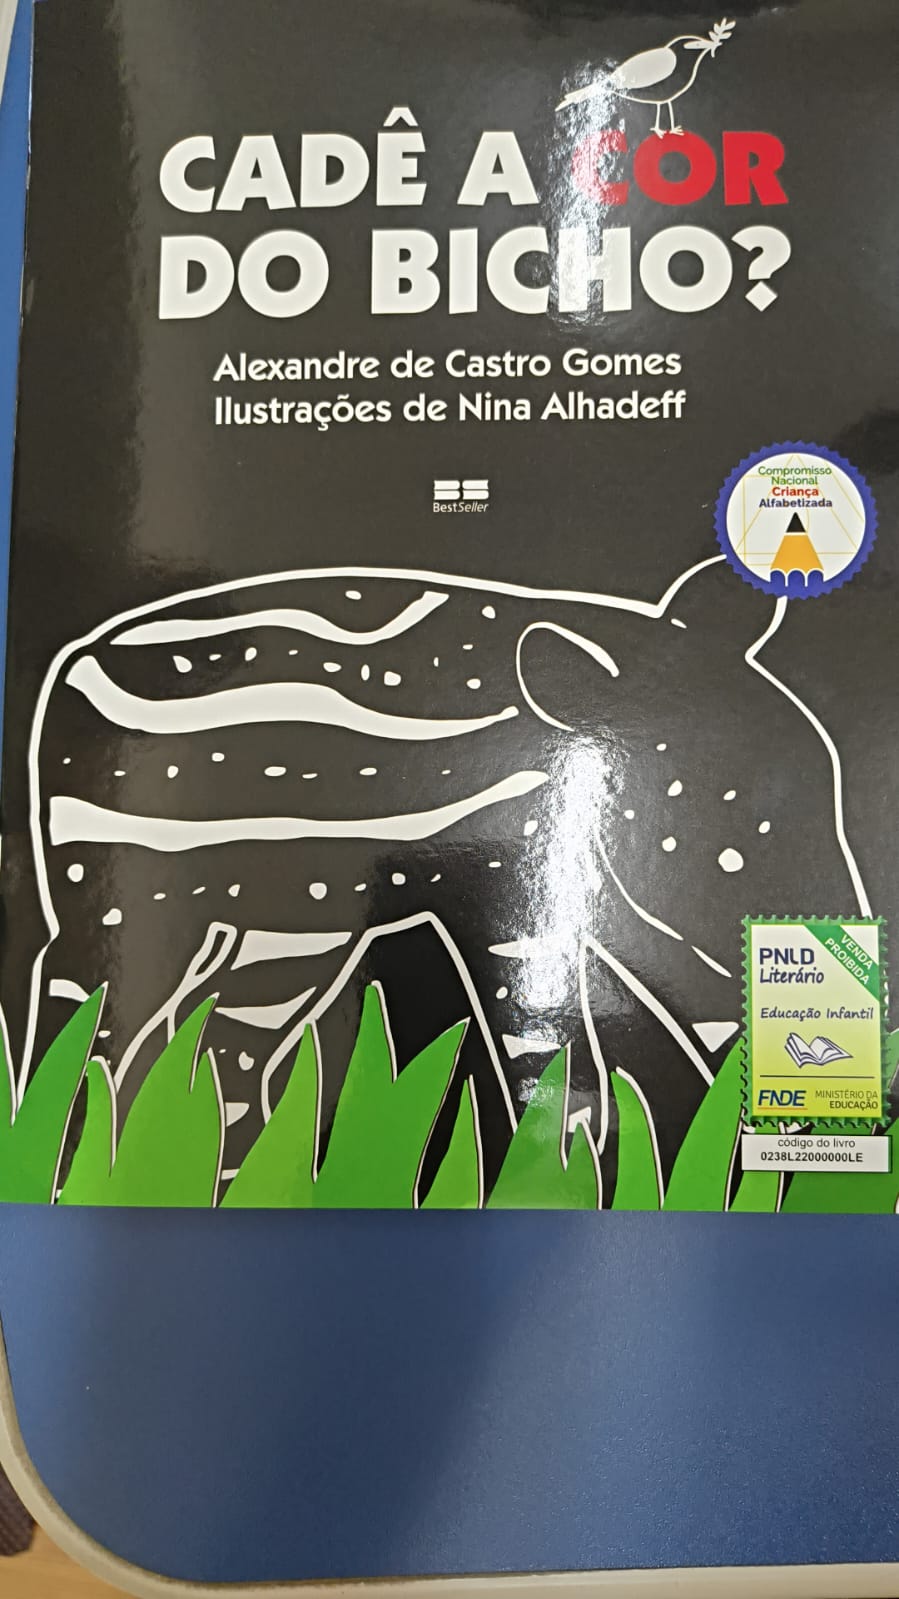 CADÊ A COR
DO BICHO?
Alexandre de Castro Gomes
Ilustrações de Nina Alhadeff
BS
BestSeller
Compromisso
Nacional
Criança
Alfabetizada
VENDA
PROIBIDA
PNLD
Literário
Educação Infantil
FNDE
MINISTÉRIO DA
EDUCAÇÃO
código do livro
0238L22000000LE